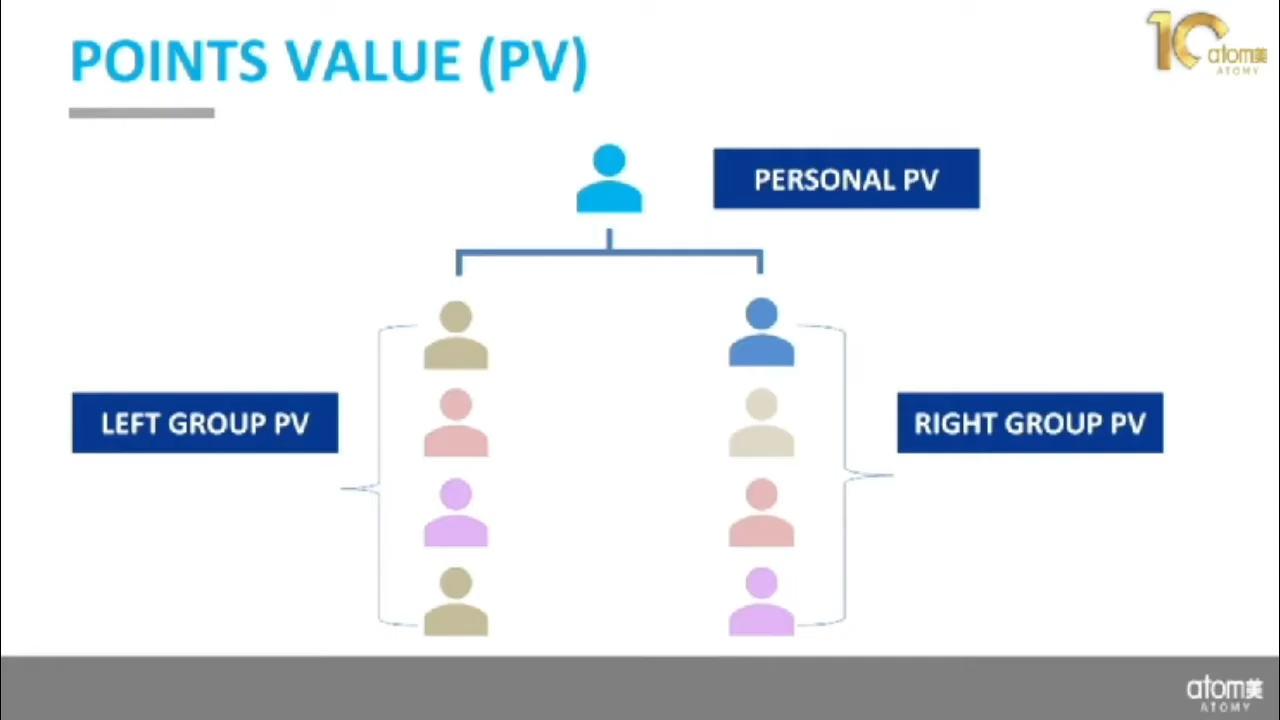 POINTS VALUE (PV)
10
atom美
ATOMY
PERSONAL PV
LEFT GROUP PV
RIGHT GROUP PV
atom美
ATOMY